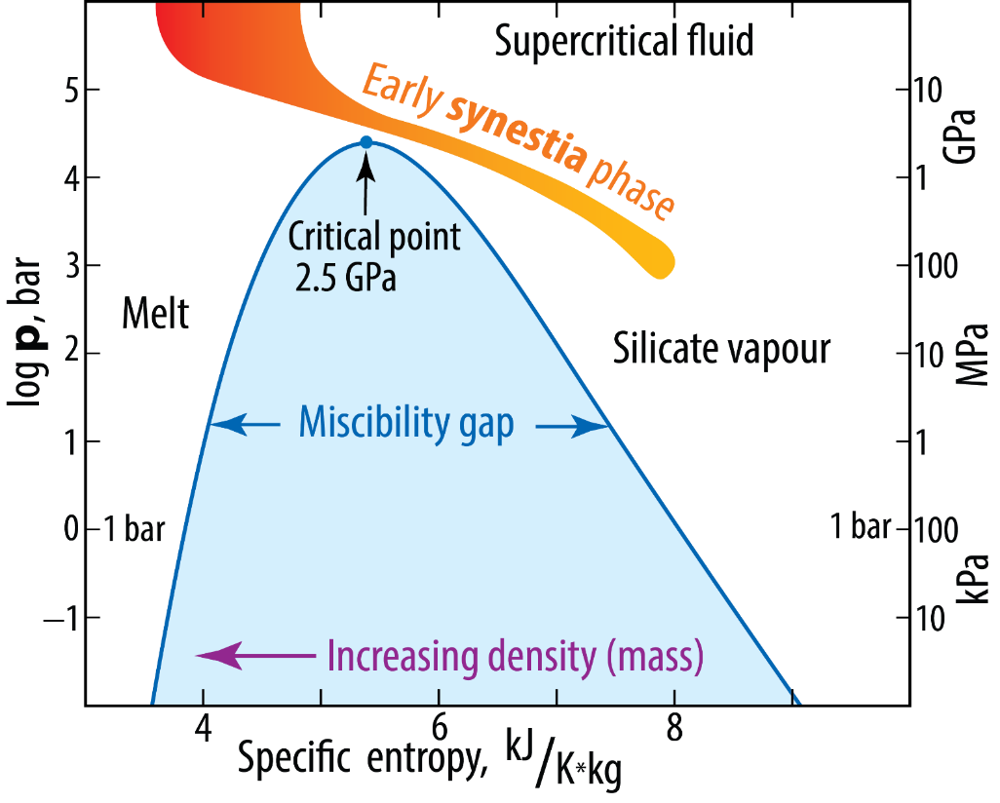 Supercritical fluid
Early synestia phase
5
10
GPa
4
1
Critical point
2.5 GPa
log p, bar
3
100
Melt
2
10
MPa
Silicate vapour
Miscibility gap
1
1
0
1 bar
1 bar
100
kPa
−1
10
Increasing density (mass)
4
6
8
Specific entropy, kJ/K*kg